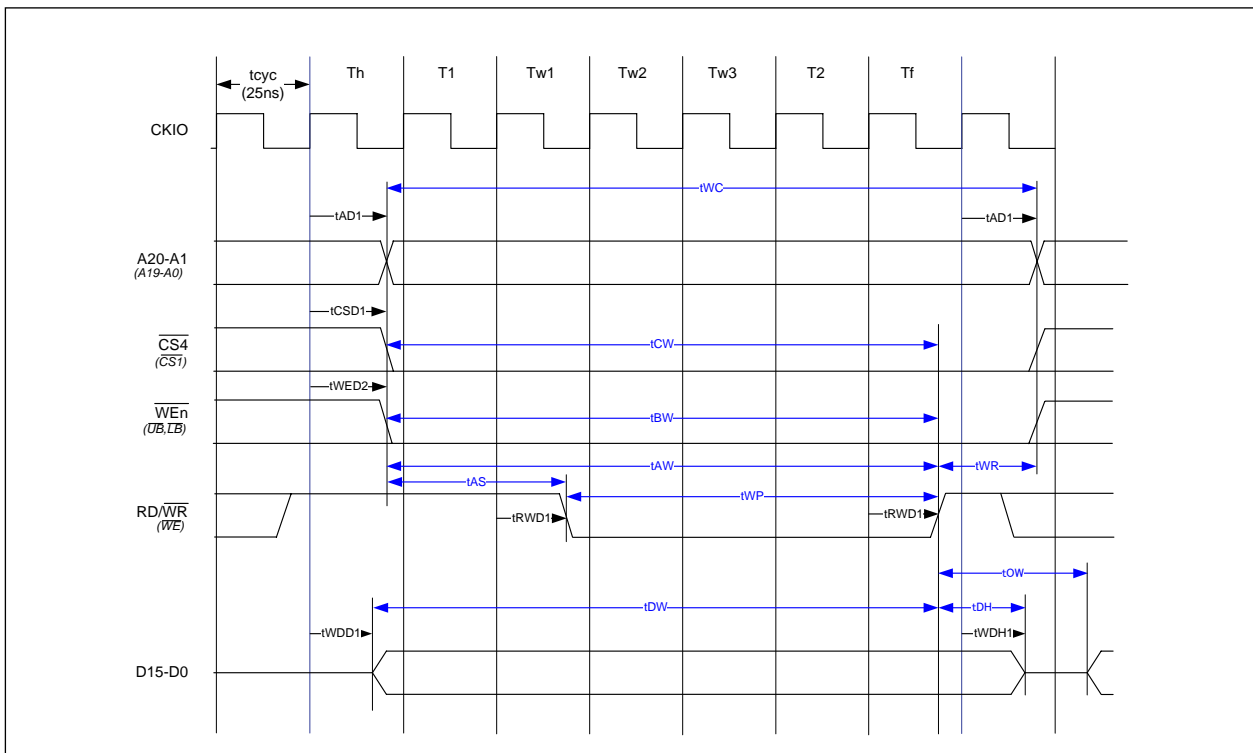 tcyc
(25ns)
Th
T1
Tw1
Tw2
Tw3
T2
Tf
CKIO
tWC
tAD1
tAD1
A20-A1
(A19-A0)
tCSD1
CS4
(CS1)
tCW
tWED2
WEn
(UB,LB)
tBW
tAW
tWR
tAS
tWP
RD/WR
(WE)
tRWD1
tRWD1
tOW
tDW
tDH
tWDD1
tWDH1
D15-D0